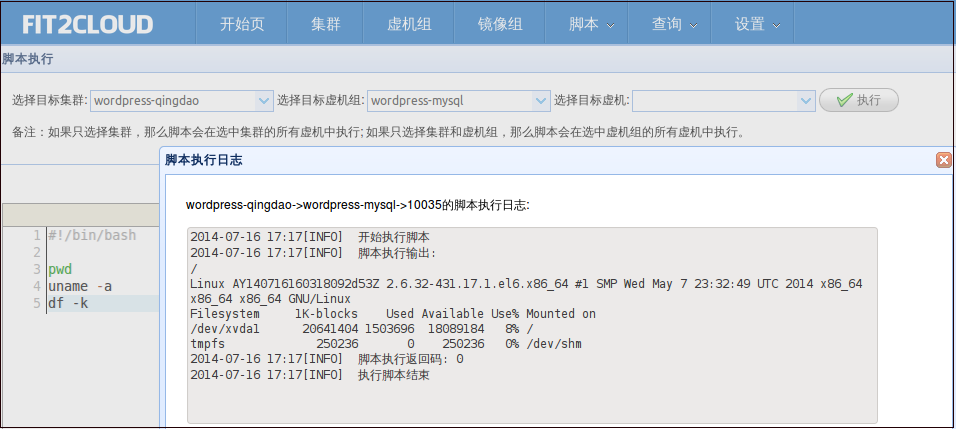 FIT2CLOUD 开始页 集群 虚机组 镜像组 脚本 查询 设置
脚本执行
选择目标集群: wordpress-qingdao 选择目标虚机组: wordpress-mysql 选择目标虚机: 执行
备注：如果只选择集群，那么脚本会在选中集群的所有虚机中执行; 如果只选择集群和虚机组，那么脚本会在选中虚机组的所有虚机中执行。
脚本执行日志
wordpress-qingdao->wordpress-mysql->10035的脚本执行日志:
1 #!/bin/bash
2
3 pwd
4 uname -a
5 df -k
2014-07-16 17:17[INFO] 开始执行脚本
2014-07-16 17:17[INFO] 脚本执行输出:
/
Linux AY140716160318092d53Z 2.6.32-431.17.1.el6.x86_64 #1 SMP Wed May 7 23:32:49 UTC 2014 x86_64
x86_64 x86_64 GNU/Linux
Filesystem 1K-blocks Used Available Use% Mounted on
/dev/xvda1 20641404 1503696 18089184 8% /
tmpfs 250236 0 250236 0% /dev/shm
2014-07-16 17:17[INFO] 脚本执行返回码: 0
2014-07-16 17:17[INFO] 执行脚本结束